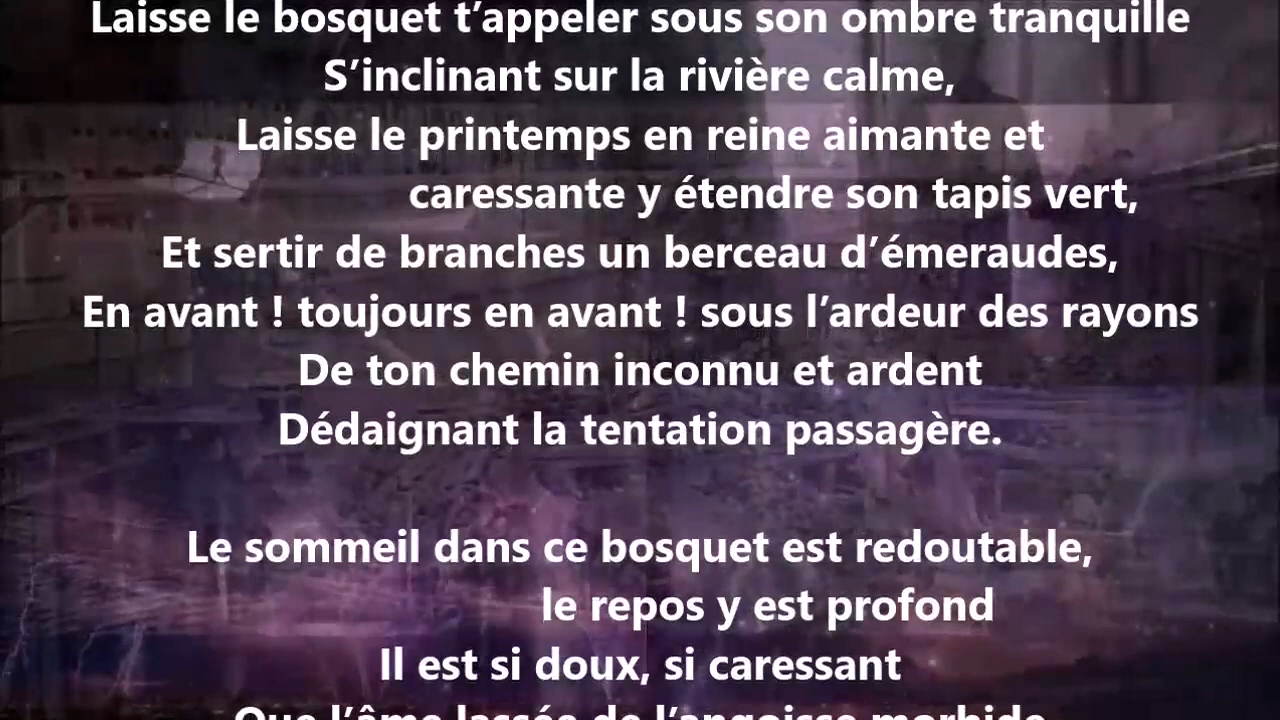 Laisse le bosquet t’appeler sous son ombre tranquille
S’inclinant sur la rivière calme,
Laisse le printemps en reine aimante et
caressante y étendre son tapis vert,
Et sertir de branches un berceau d’émeraudes,
En avant ! toujours en avant ! sous l’ardeur des rayons
De ton chemin inconnu et ardent
Dédaignant la tentation passagère.
Le sommeil dans ce bosquet est redoutable,
le repos y est profond
Il est si doux, si caressant
Que l’âme lassée de l’angoisse morbide